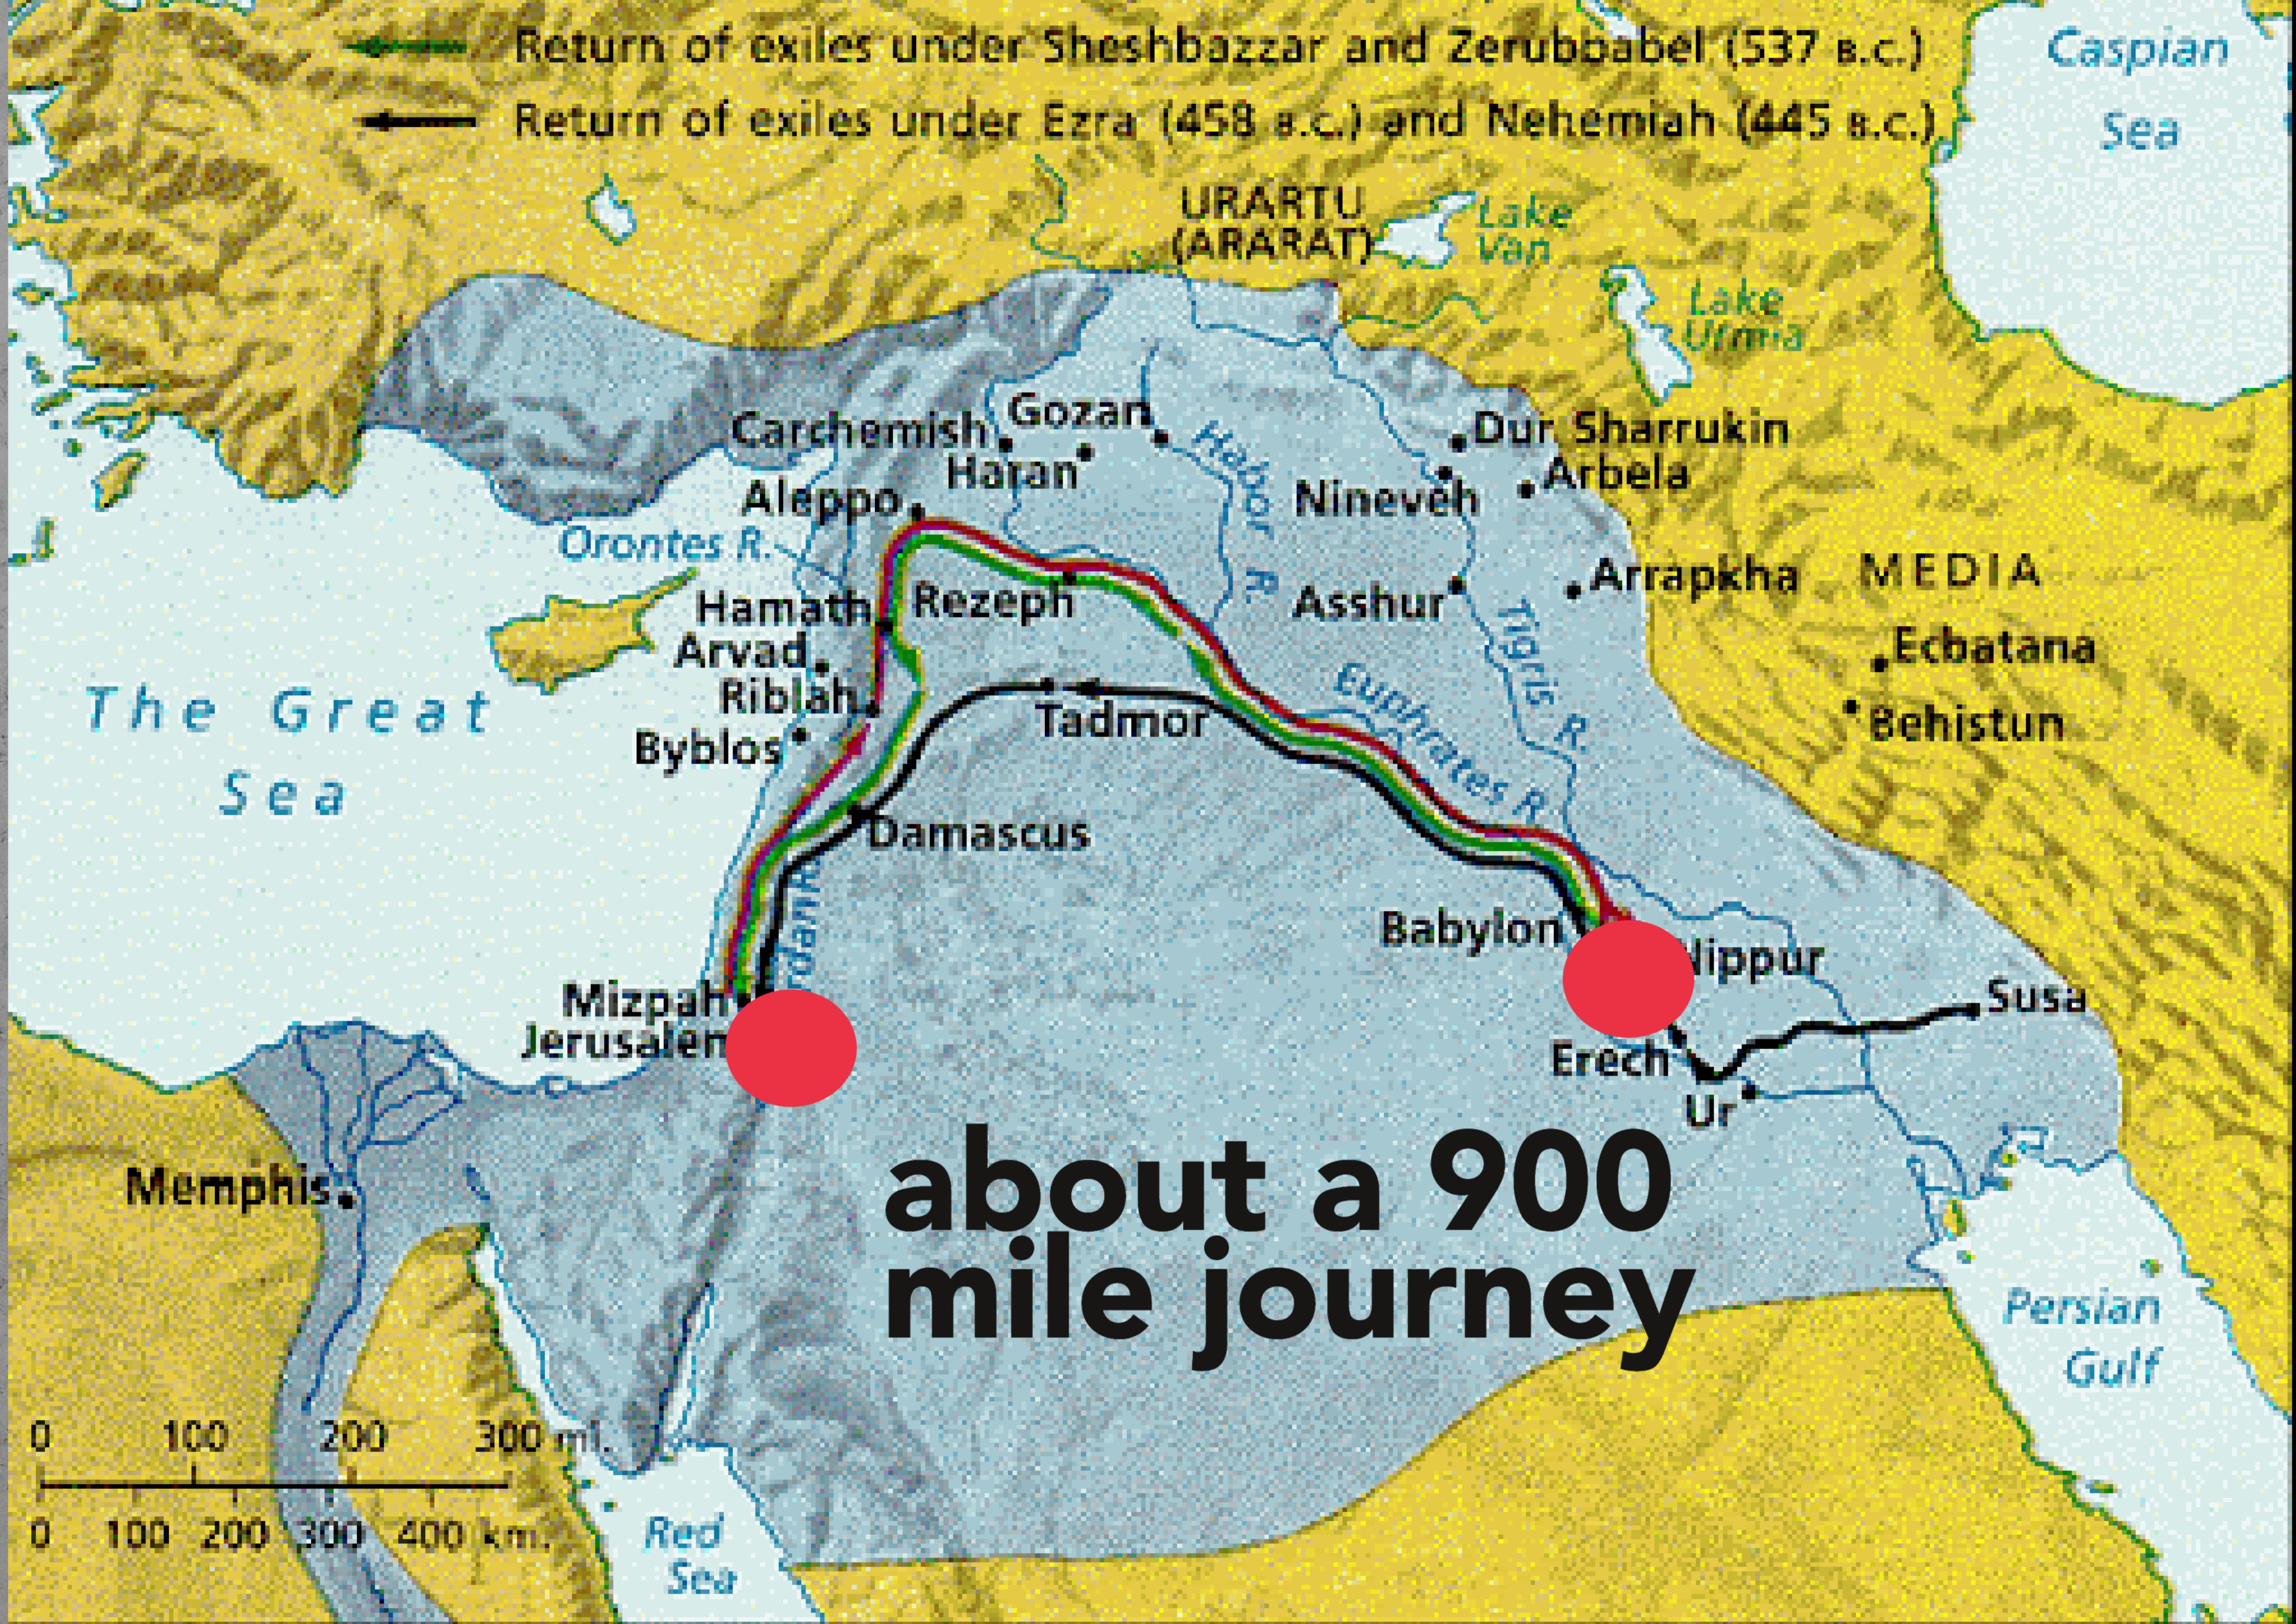 Return of exiles under Sheshbazzar and Zerubbabel (537 B.C.)
Return of exiles under Ezra (458 B.C.) and Nehemiah (445 B.C.)
Caspian
Sea
URARTU
(ARARAT)
Lake
Van
Lake
Urmia
Carchemish
Gozan
Haran
Habor R.
Dur Sharrukin
Arbela
Nineveh
Aleppo
Orontes R.
Hamath
Rezeph
Asshur
Arrapkha
MEDIA
Tigris R.
Arvad
Ecbatana
Riblah
Tadmor
Euphrates R.
Behistun
Byblos
The Great
Sea
Damascus
rdan R.
Babylon
Nippur
Mizpah
Jerusalem
Susa
Erech
Ur
about a 900
mile journey
Memphis
Persian
Gulf
0 100 200 300 mi.
0 100 200 300 400 km.
Red
Sea